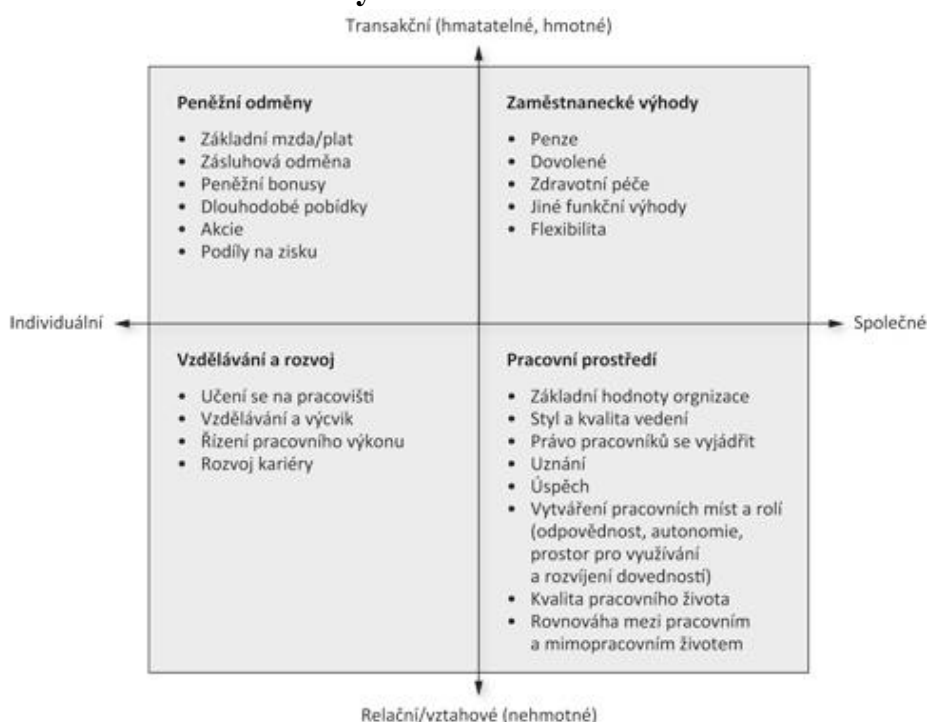 Transakční (hmatatelné, hmotné)
Peněžní odměny
• Základní mzda/plat
• Zásluhová odměna
• Peněžní bonusy
• Dlouhodobé pobídky
• Akcie
• Podíly na zisku
Zaměstnanecké výhody
• Penze
• Dovolené
• Zdravotní péče
• Jiné funkční výhody
• Flexibilita
Individuální
Společné
Vzdělávání a rozvoj
• Učení se na pracovišti
• Vzdělávání a výcvik
• Řízení pracovního výkonu
• Rozvoj kariéry
Pracovní prostředí
• Základní hodnoty orgnizace
• Styl a kvalita vedení
• Právo pracovníků se vyjádřit
• Uznání
• Úspěch
• Vytváření pracovních míst a rolí
(odpovědnost, autonomie,
prostor pro využívání
a rozvíjení dovedností)
• Kvalita pracovního života
• Rovnováha mezi pracovním
a mimopracovním životem
Relační/vztahové (nehmotné)